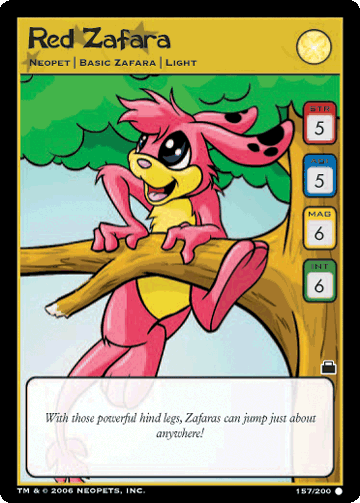 Red Zafara
Neopet | Basic Zafara | Light
STR
5
5
MAG
6
INT
6
With those powerful hind legs, Zafaras can jump just about
anywhere!
TM & © 2006 NEOPETS, INC.
157/200